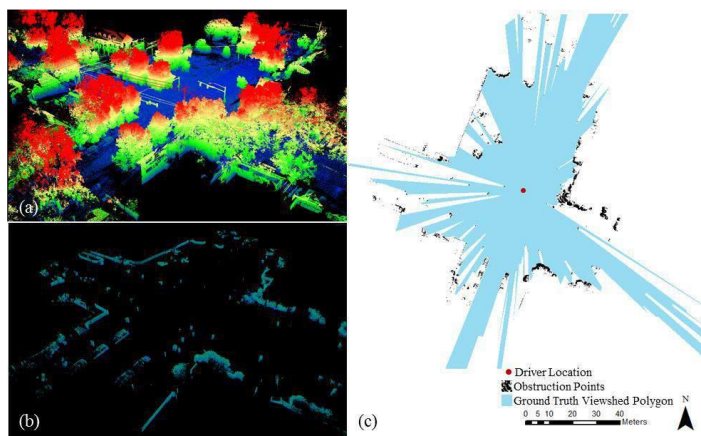 (a)
(b)
Driver Location
Obstruction Points
Ground Truth Viewshed Polygon
N
0 5 10 20 30 40
Meters
(c)